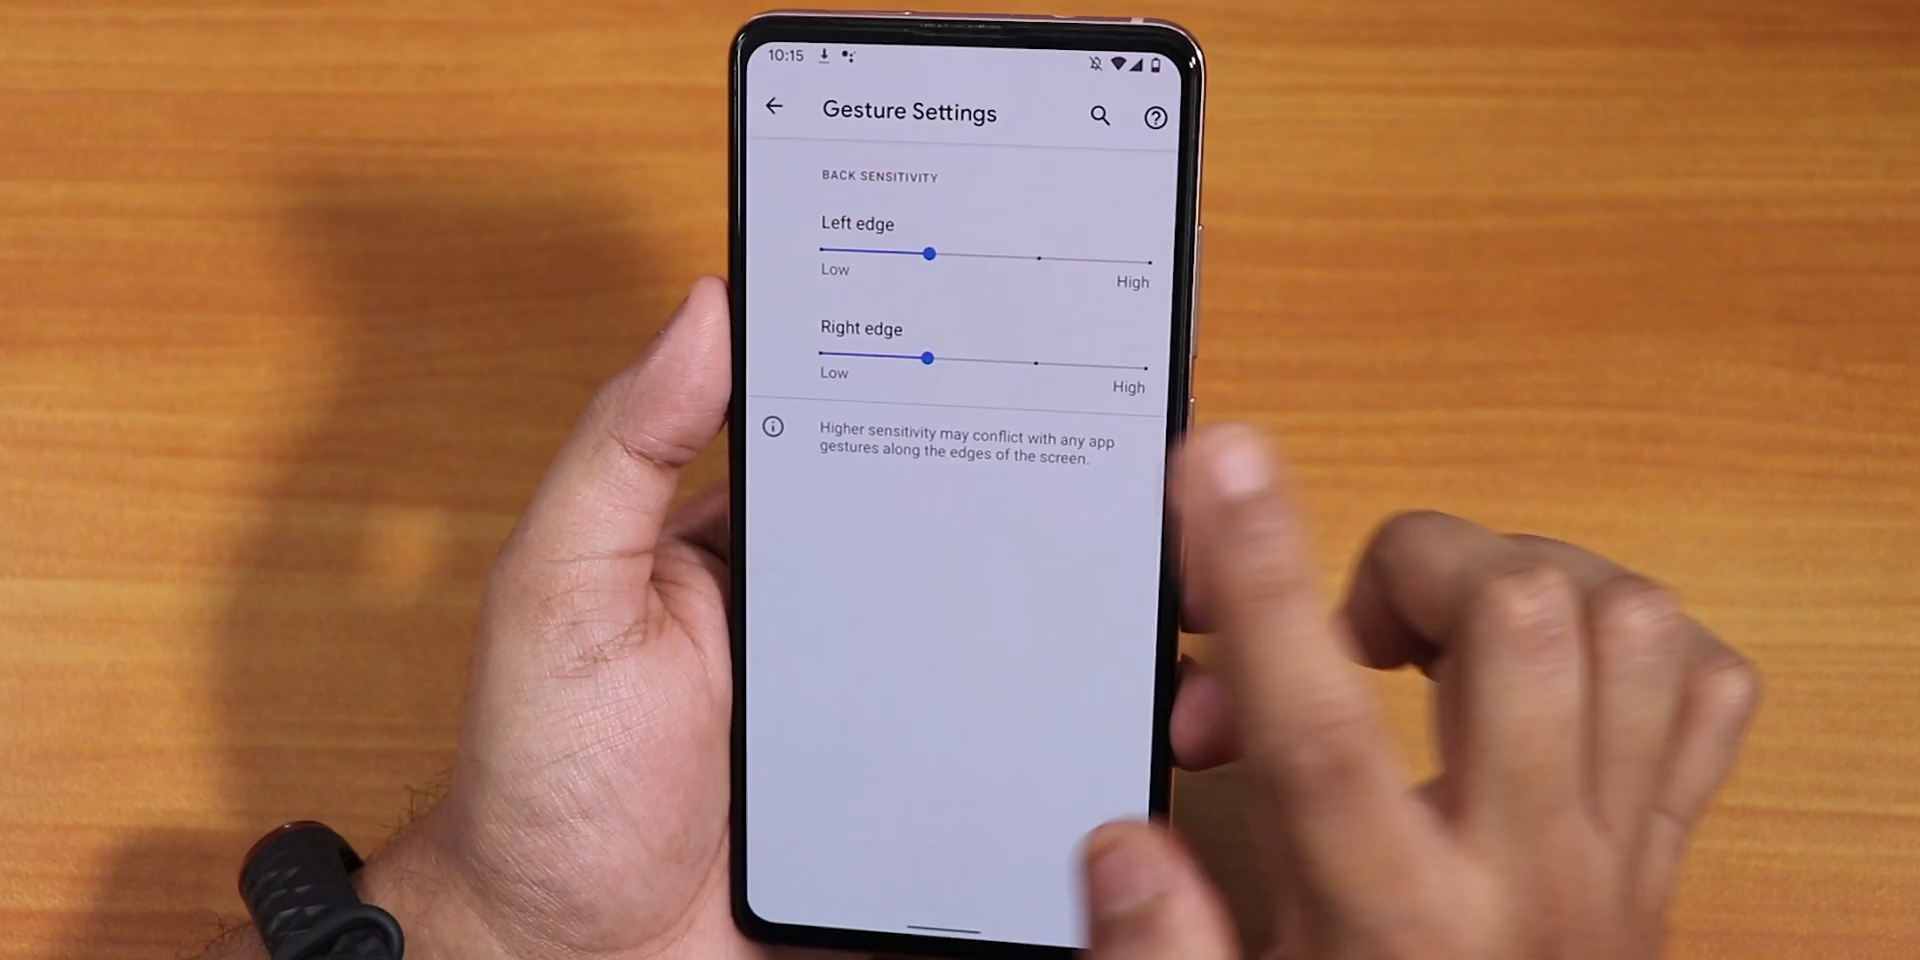 10:15
Gesture Settings
BACK SENSITIVITY
Left edge
Low
High
Right edge
Low
High
Higher sensitivity may conflict with any app
gestures along the edges of the screen.